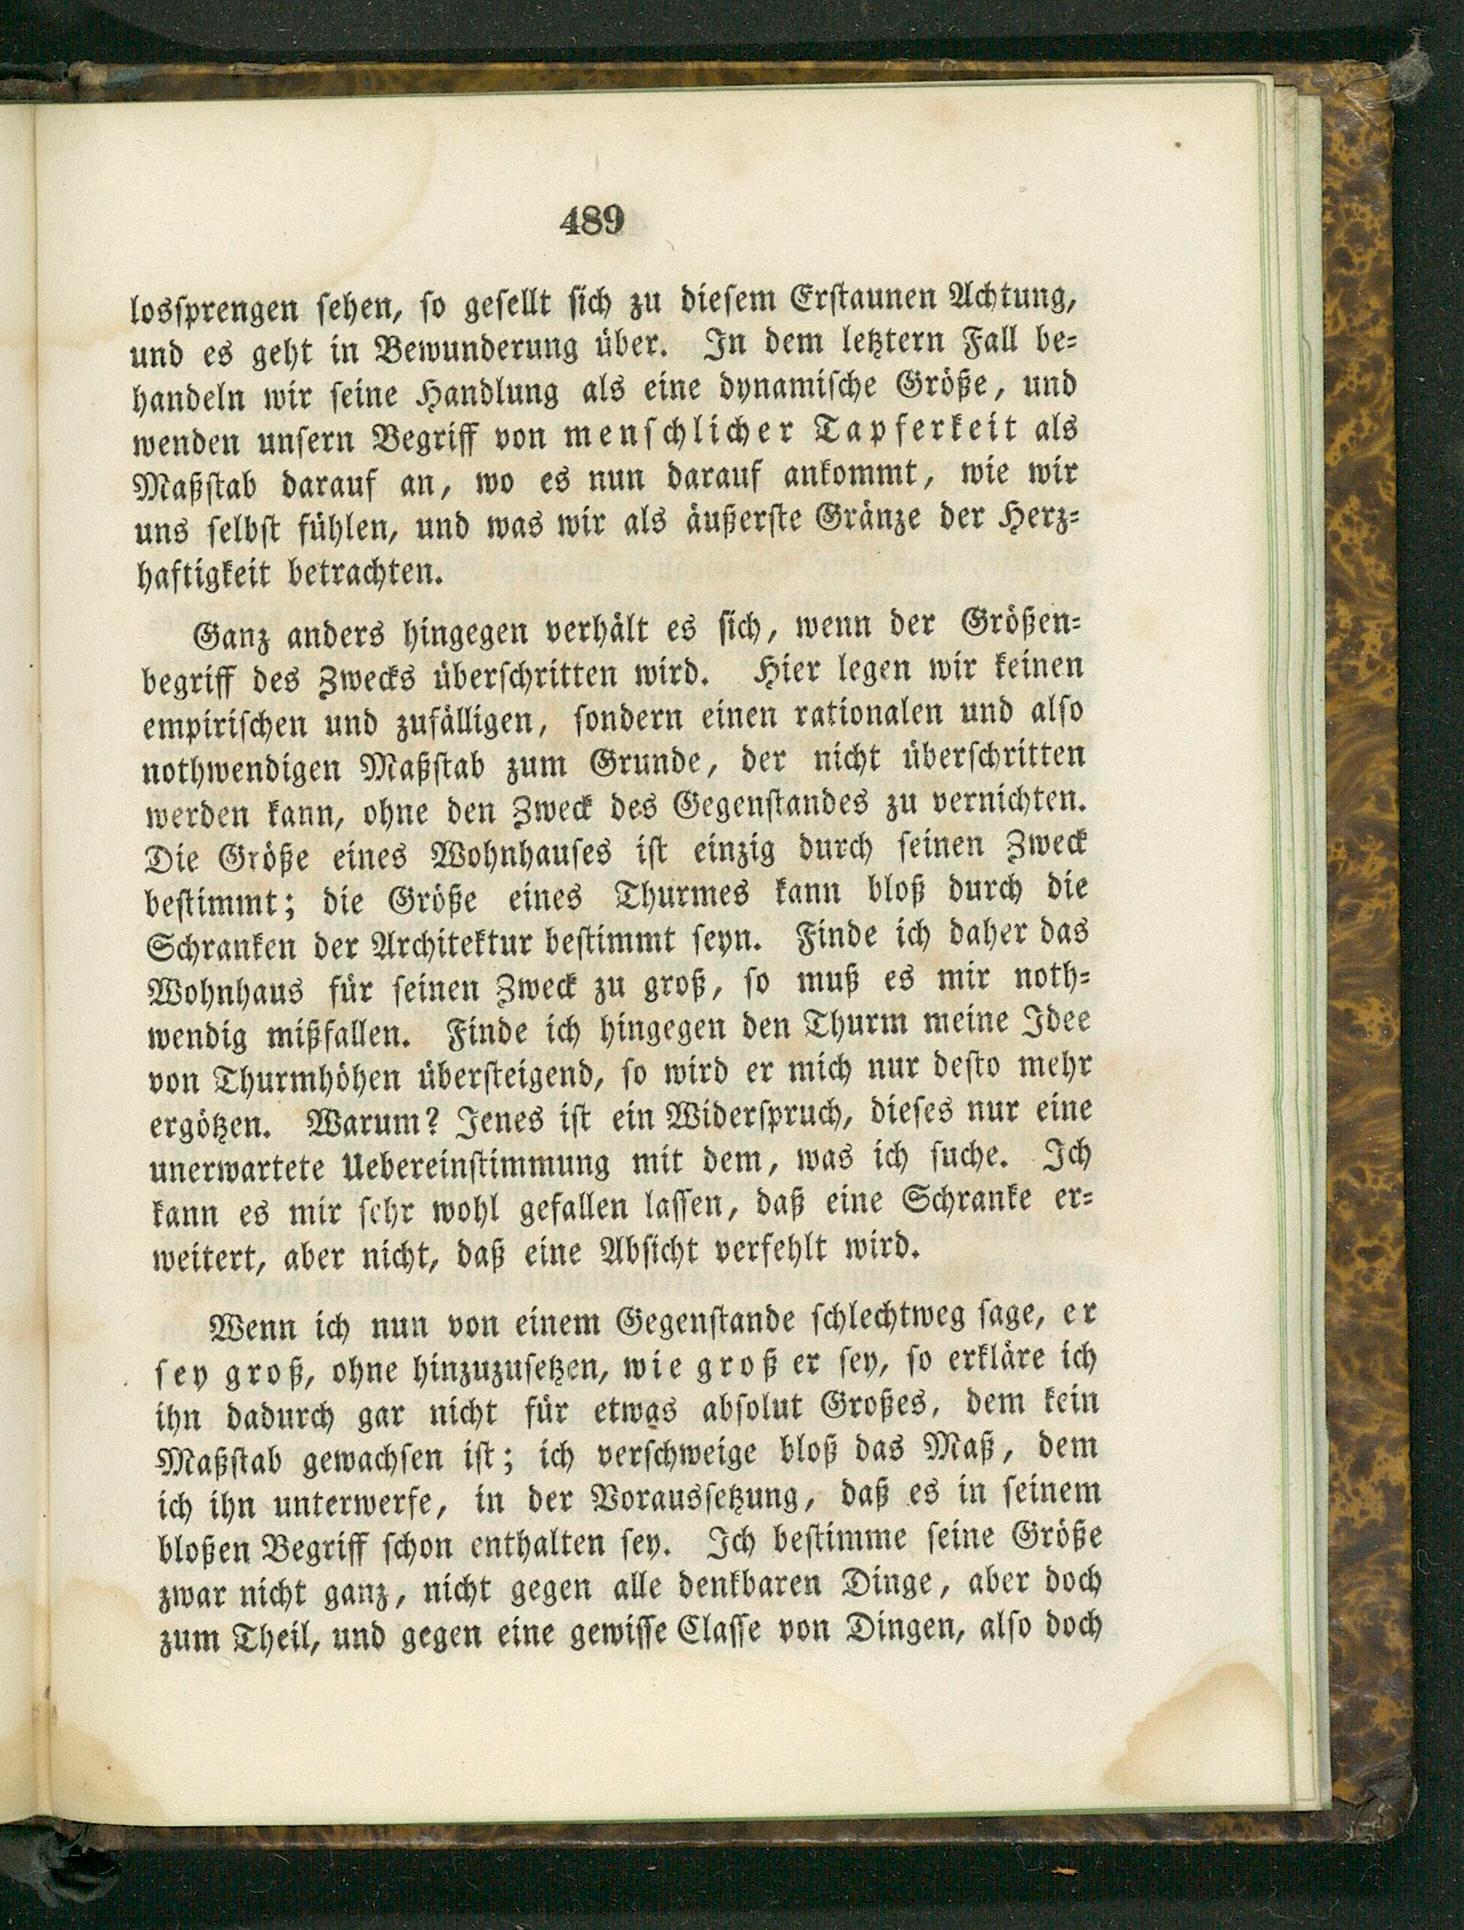 489
losſprengen ſehen, ſo geſellt ſich zu dieſem Erſtaunen Achtung,
und es geht in Bewunderung über. In dem letztern Fall be⸗
handeln wir ſeine Handlung als eine dynamiſche Größe, und
wenden unſern Begriff von menſchlicher Tapferkeit als
Maßſtab darauf an, wo es nun darauf ankommt, wie wir
uns ſelbſt fühlen, und was wir als äußerſte Gränze der Herz⸗
haftigkeit betrachten.
Ganz anders hingegen verhält es ſich, wenn der Größen⸗
begriff des Zwecks überſchritten wird. Hier legen wir keinen
empiriſchen und zufälligen, ſondern einen rationalen und alſo
nothwendigen Maßſtab zum Grunde, der nicht überſchritten
werden kann, ohne den Zweck des Gegenſtandes zu vernichten.
Die Größe eines Wohnhauſes iſt einzig durch ſeinen Zweck
beſtimmt; die Größe eines Thurmes kann bloß durch die
Schranken der Architektur beſtimmt ſeyn. Finde ich daher das
Wohnhaus für ſeinen Zweck zu groß, ſo muß es mir noth⸗
wendig mißfallen. Finde ich hingegen den Thurm meine Idee
von Thurmhöhen überſteigend, ſo wird er mich nur deſto mehr
ergötzen. Warum? Jenes iſt ein Widerſpruch, dieſes nur eine
unerwartete Uebereinſtimmung mit dem, was ich ſuche. Ich
kann es mir ſehr wohl gefallen laſſen, daß eine Schranke er⸗
weitert, aber nicht, daß eine Abſicht verfehlt wird.
Wenn ich nun von einem Gegenſtande ſchlechtweg ſage, er
ſey groß, ohne hinzuzuſetzen, wie groß er ſey, ſo erkläre ich
ihn dadurch gar nicht für etwas abſolut Großes, dem kein
Maßſtab gewachſen iſt; ich verſchweige bloß das Maß, dem
ich ihn unterwerfe, in der Vorausſetzung, daß es in ſeinem
bloßen Begriff ſchon enthalten ſey. Ich beſtimme ſeine Größe
zwar nicht ganz, nicht gegen alle denkbaren Dinge, aber doch
zum Theil, und gegen eine gewiſſe Claſſe von Dingen, alſo doch